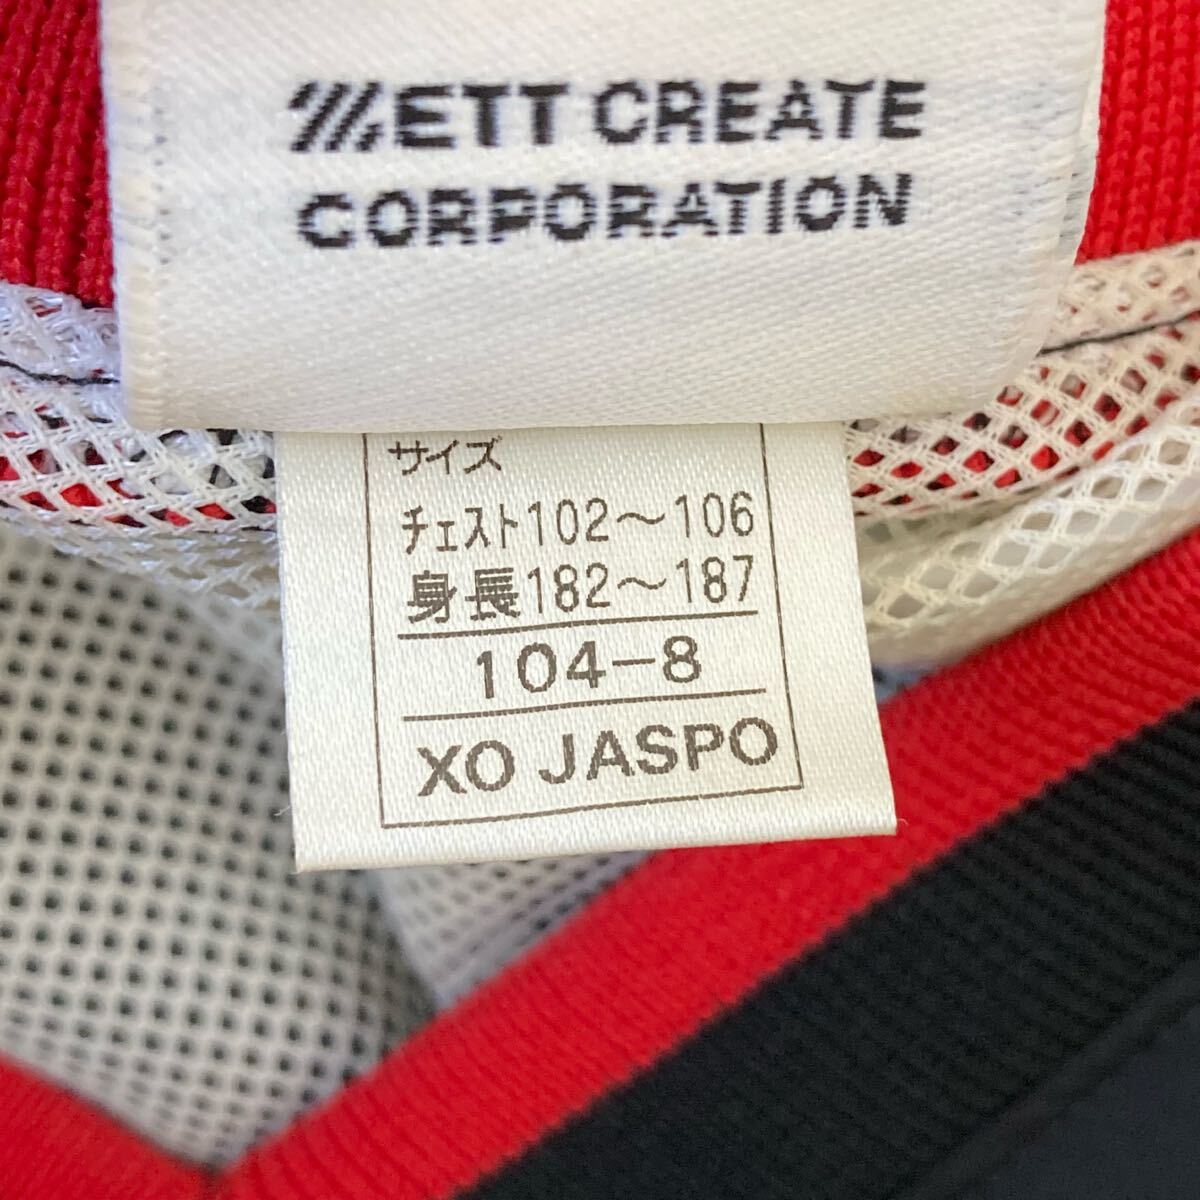 ZETT CREATE
CORPORATION
サイズ
チェスト102〜106
身長182〜187
104-8
XO JASPO